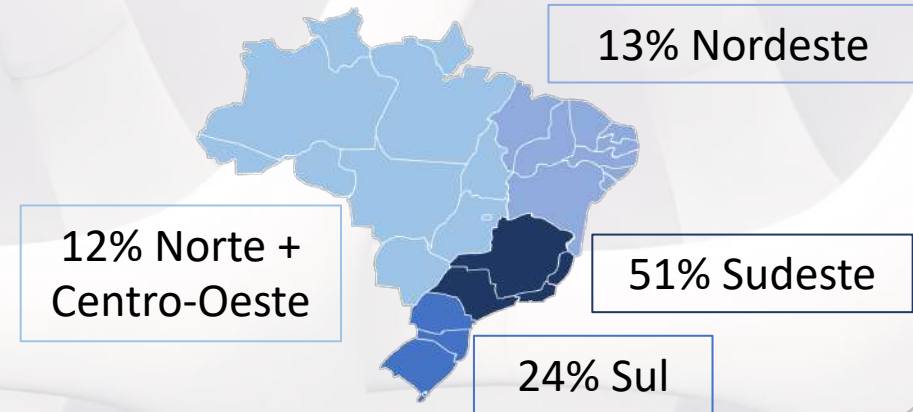 13% Nordeste
12% Norte +
Centro-Oeste
51% Sudeste
24% Sul